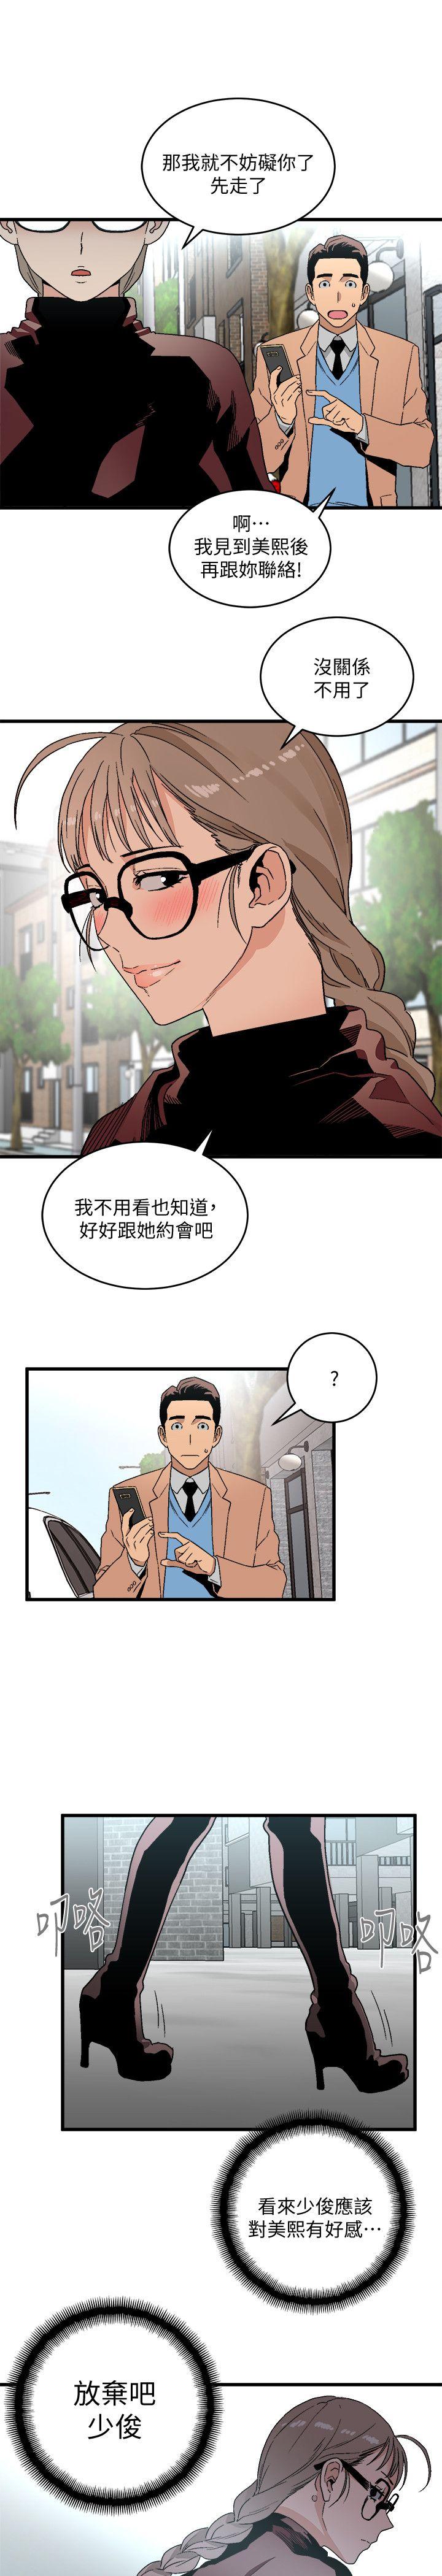 那我就不妨礙你了
先走了
啊…
我見到美熙後
再跟妳聯絡!
沒關係
不用了
我不用看也知道,
好好跟她約會吧
?
叩咯
叩咯
看來少俊應該
對美熙有好感…
放棄吧
少俊